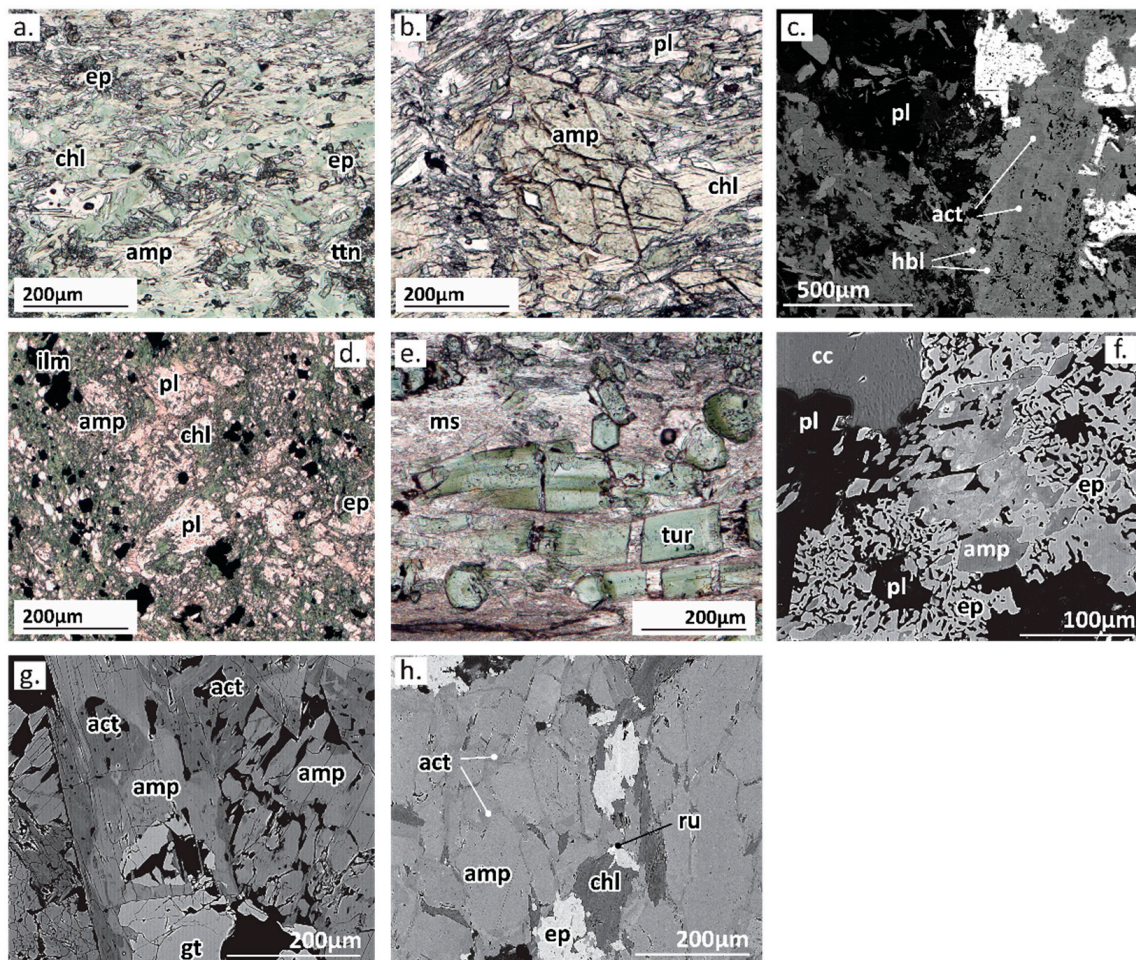 a.
ep
chl
ep
amp
ttn
200µm
b.
pl
amp
chl
200µm
c.
pl
act
hbl
500µm
d.
ilm
pl
amp
chl
pl
ep
200µm
e.
ms
tur
200µm
f.
cc
pl
ep
amp
pl
ep
100µm
g.
act
act
amp
amp
gt
200µm
h.
act
ru
amp
chl
ep
200µm